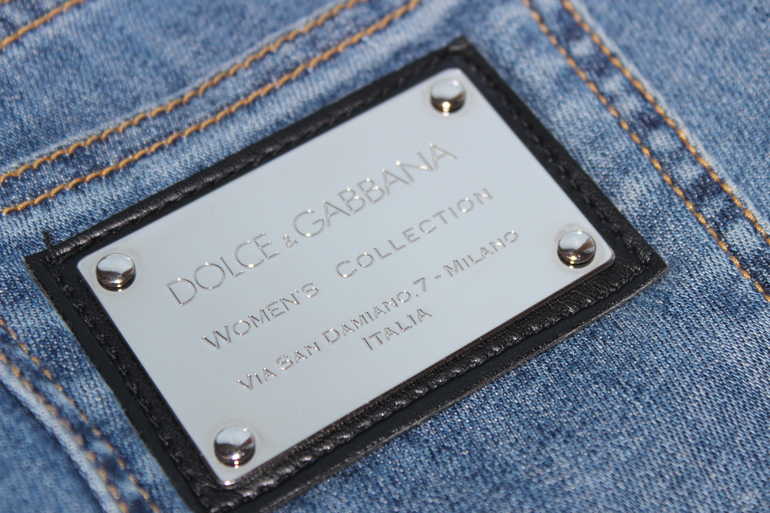 DOLCE & GABBANA
WOMEN'S COLLECTION
VIA SAN DAMIANO,7 - MILANO
ITALIA